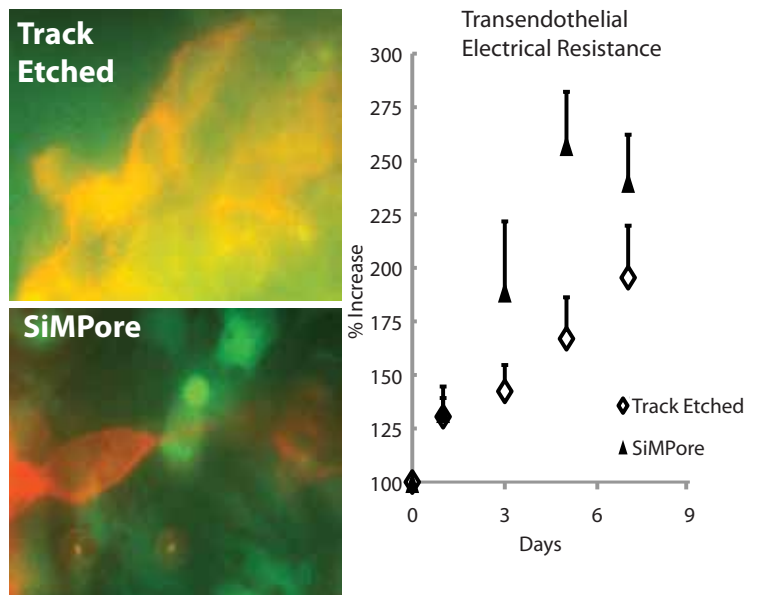 Track
Etched
SiMPore
Transendothelial
Electrical Resistance
% Increase
300
275
250
225
200
175
150
125
100
0
3
6
9
Days
Track Etched
SiMPore